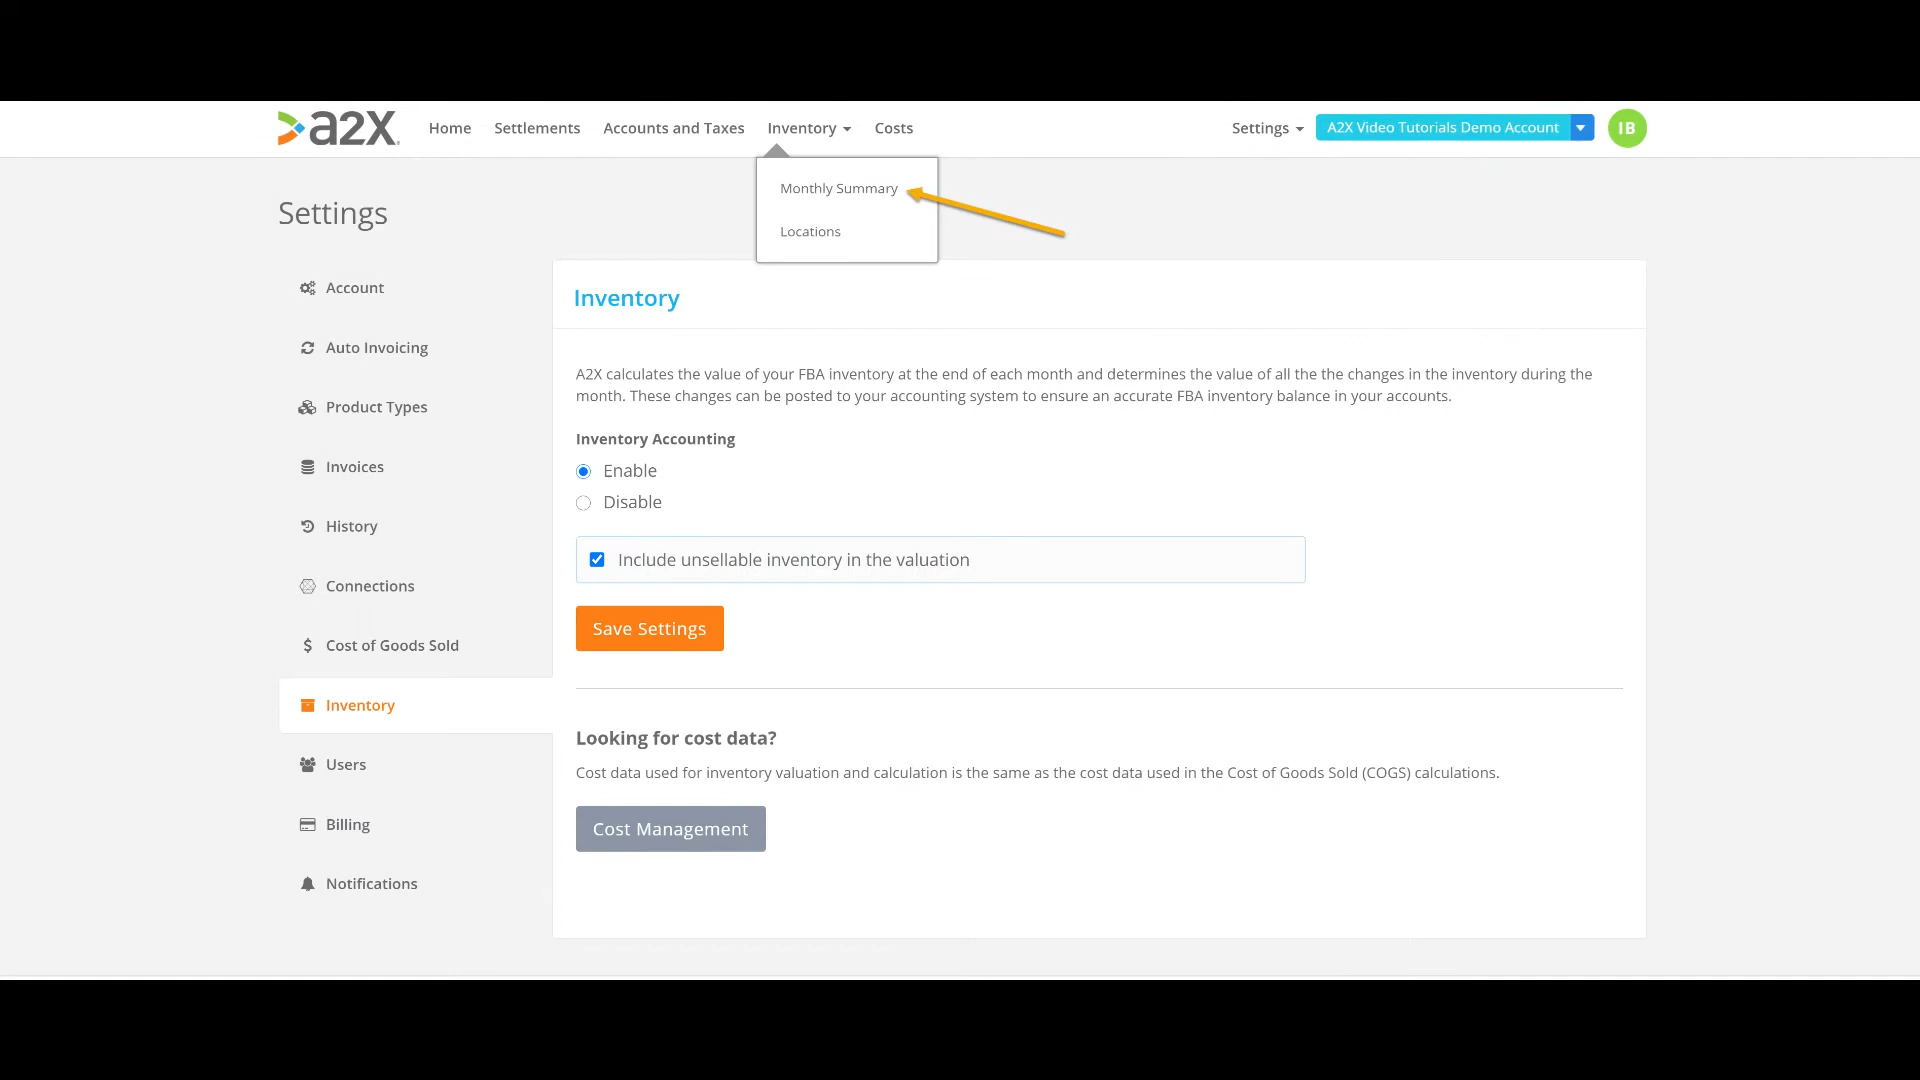 a2X
Home Settlements Accounts and Taxes Inventory Costs Settings A2X Video Tutorials Demo Account IB
Monthly Summary
Locations
Settings
Account
Auto Invoicing
Product Types
Invoices
History
Connections
Cost of Goods Sold
Inventory
Users
Billing
Notifications
Inventory
A2X calculates the value of your FBA inventory at the end of each month and determines the value of all the the changes in the inventory during the
month. These changes can be posted to your accounting system to ensure an accurate FBA inventory balance in your accounts.
Inventory Accounting
Enable
Disable
Include unsellable inventory in the valuation
Save Settings
Looking for cost data?
Cost data used for inventory valuation and calculation is the same as the cost data used in the Cost of Goods Sold (COGS) calculations.
Cost Management